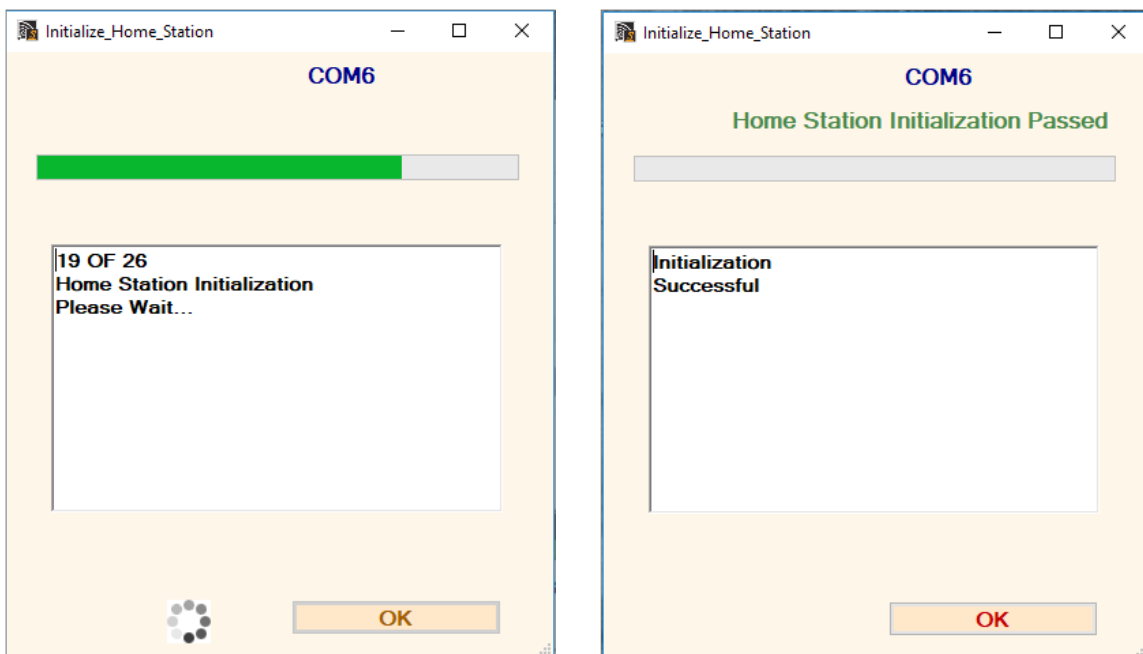 Initialize_Home_Station
COM6
19 OF 26
Home Station Initialization
Please Wait...
OK
Initialize_Home_Station
COM6
Home Station Initialization Passed
Initialization
Successful
OK